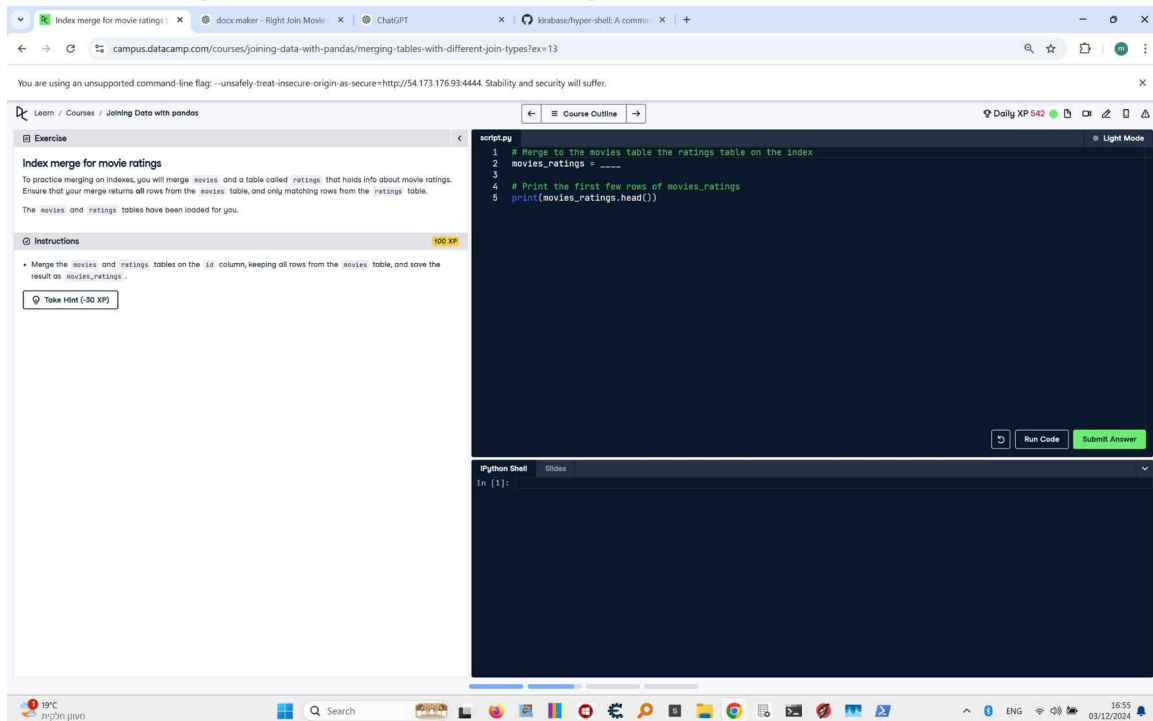 Index merge for movie ratings
docx maker - Right Join Movie
ChatGPT
kirabase/hyper-shell: A comma
campus.datacamp.com/courses/joining-data-with-pandas/merging-tables-with-different-join-types?ex=13
m
You are using an unsupported command-line flag: --unsafely-treat-insecure-origin-as-secure=http://54.173.176.93:4444. Stability and security will suffer.
Learn / Courses / Joining Data with pandas
Course Outline
Daily XP 542
Exercise
Index merge for movie ratings
To practice merging on indexes, you will merge movies and a table called ratings that holds info about movie ratings.
Ensure that your merge returns all rows from the movies table, and only matching rows from the ratings table.
The movies and ratings tables have been loaded for you.
Instructions
100 XP
• Merge the movies and ratings tables on the id column, keeping all rows from the movies table, and save the
result as movies_ratings .
Take Hint (-30 XP)
script.py
Light Mode
1 # Merge to the movies table the ratings table on the index
2 movies_ratings = ____
3
4 # Print the first few rows of movies_ratings
5 print(movies_ratings.head())
Run Code
Submit Answer
IPython Shell
Slides
In [1]:
1
19°C
מעונן חלקית
Search
ENG
16:55
03/12/2024